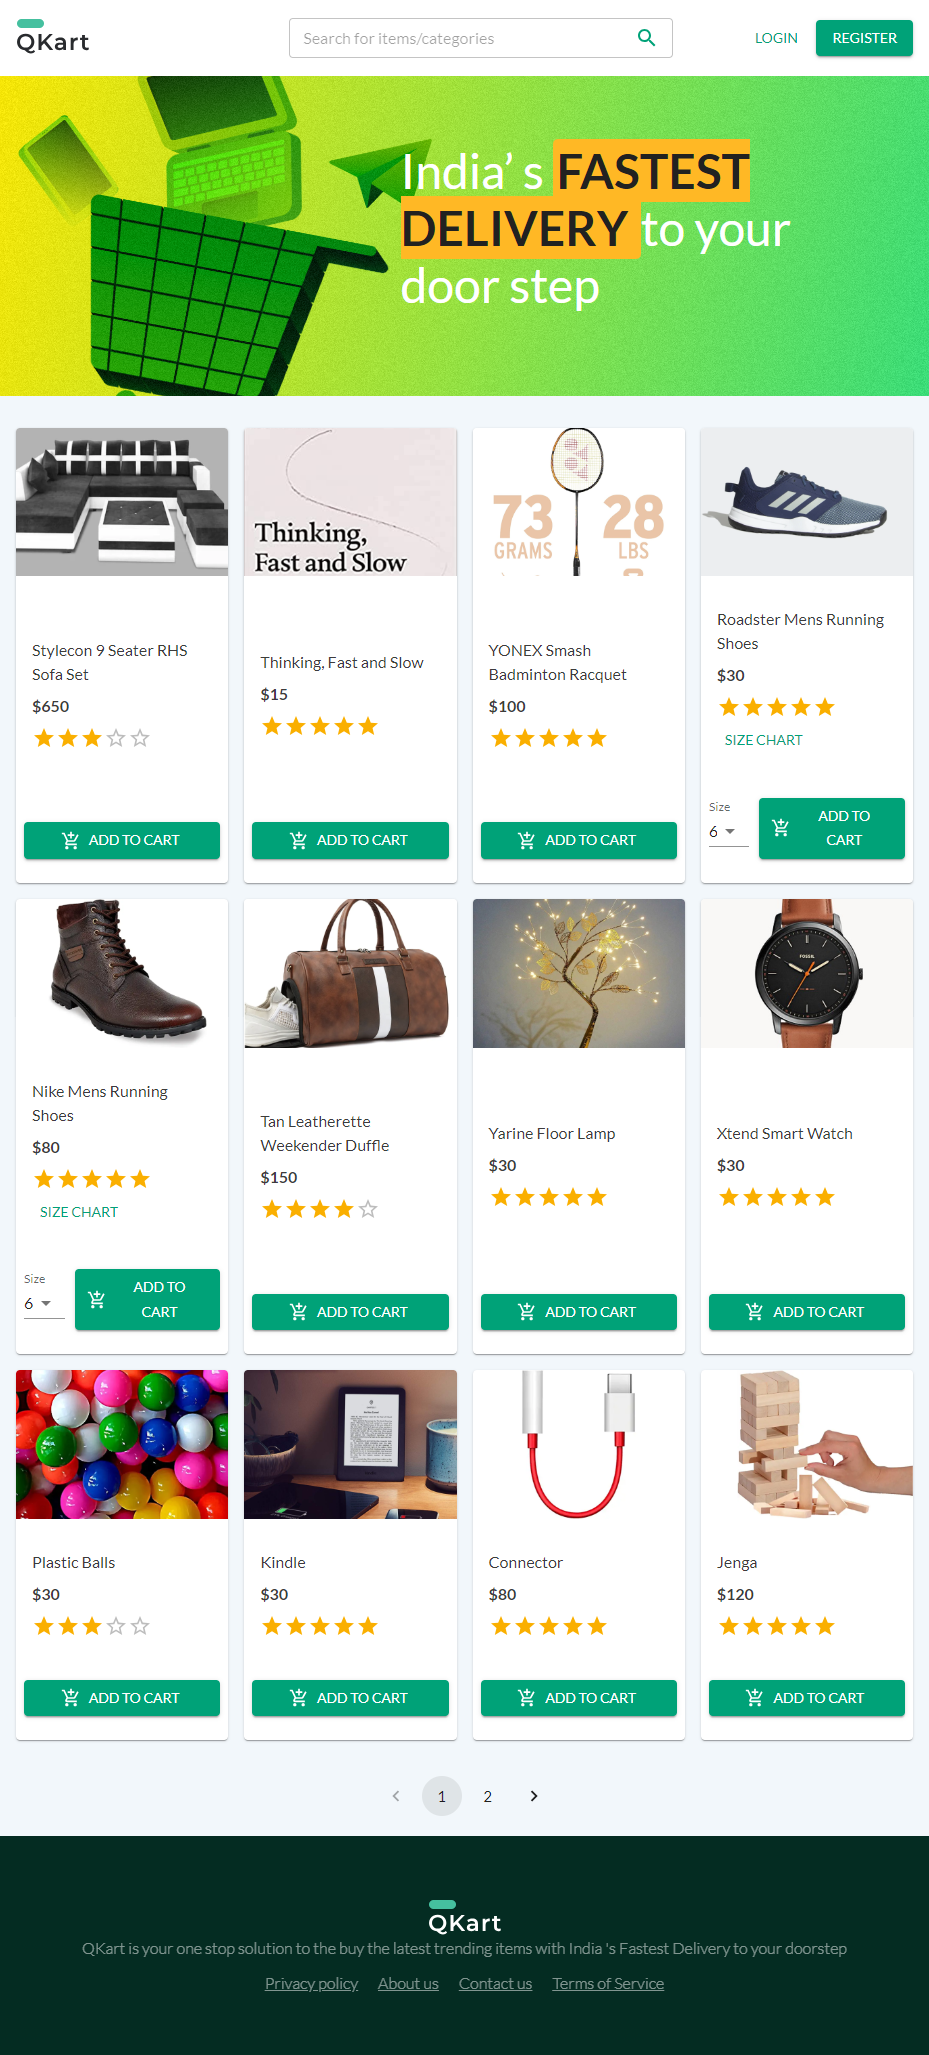 QKart
Search for items/categories
LOGIN
REGISTER
India’ s FASTEST
DELIVERY to your
door step
Thinking,
Fast and Slow
73
GRAMS
28
LBS
Stylecon 9 Seater RHS
Sofa Set
$650
ADD TO CART
Thinking, Fast and Slow
$15
ADD TO CART
YONEX Smash
Badminton Racquet
$100
ADD TO CART
Roadster Mens Running
Shoes
$30
SIZE CHART
Size
6
ADD TO
CART
Nike Mens Running
Shoes
$80
SIZE CHART
Size
6
ADD TO
CART
Tan Leatherette
Weekender Duffle
$150
ADD TO CART
Yarine Floor Lamp
$30
ADD TO CART
FOSSIL
Xtend Smart Watch
$30
ADD TO CART
Plastic Balls
$30
ADD TO CART
Kindle
$30
ADD TO CART
Connector
$80
ADD TO CART
Jenga
$120
ADD TO CART
1
2
QKart
QKart is your one stop solution to the buy the latest trending items with India 's Fastest Delivery to your doorstep
Privacy policy
About us
Contact us
Terms of Service